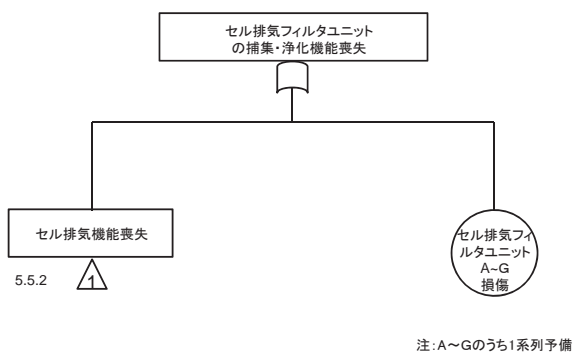 セル排気フィルタユニット
の捕集・浄化機能喪失
セル排気機能喪失
5.5.2
1
セル排気フィ
ルタユニット
A~G
損傷
注:A～Gのうち1系列予備